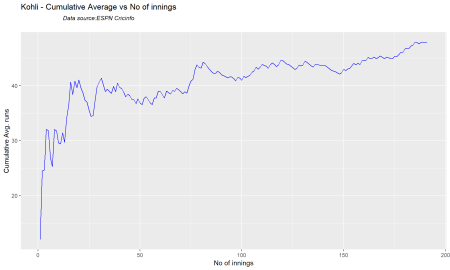 Kohli - Cumulative Average vs No of innings
Data source:ESPN Cricinfo
Cumulative Avg. runs
40
30
20
0
50
100
150
200
No of innings